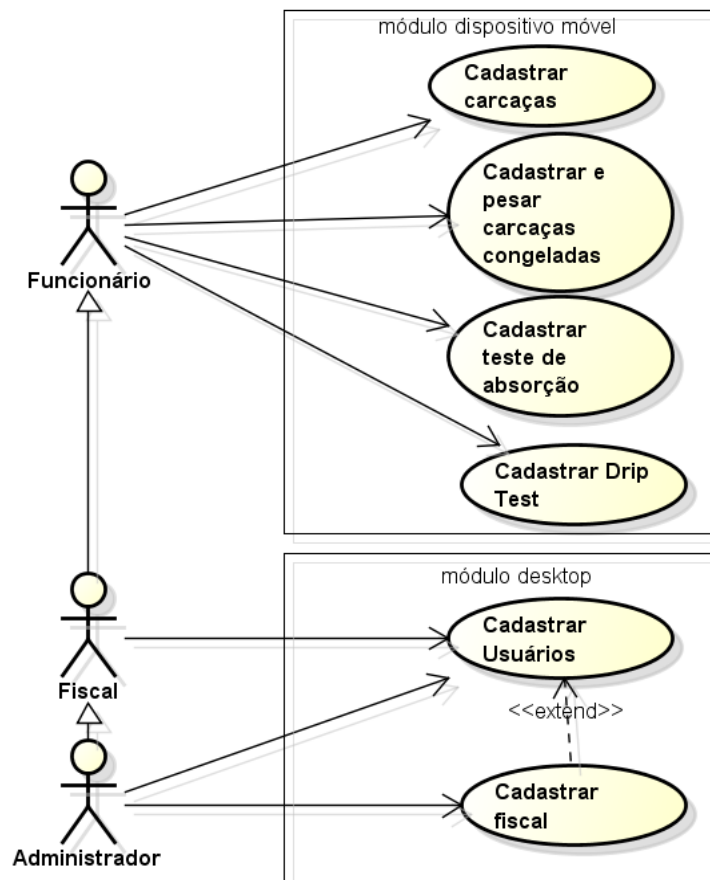 módulo dispositivo móvel
Cadastrar
carcaças
Cadastrar e
pesar
carcaças
congeladas
Funcionário
Cadastrar
teste de
absorção
Cadastrar Drip
Test
módulo desktop
Cadastrar
Usuários
Fiscal
<<extend>>
Cadastrar
fiscal
Administrador